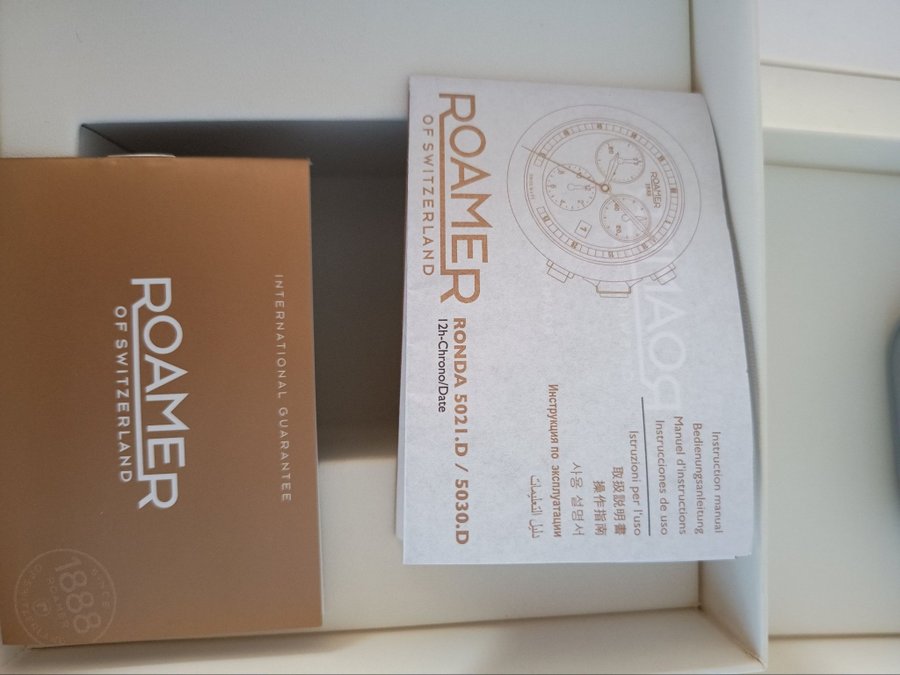 INTERNATIONAL GUARANTEE
ROAMER
OF SWITZERLAND
1888
ROAMER
Instruction manual
Bedienungsanleitung
Manuel d'instructions
Instrucciones de uso
Istruzioni per l'uso
取扱説明書
操作指南
사용 설명서
Инструкция по эксплуатации
دليل التعليمات
ROAMER
ROAMER
OF SWITZERLAND
RONDA 5021.D / 5030.D
12h-Chrono/Date